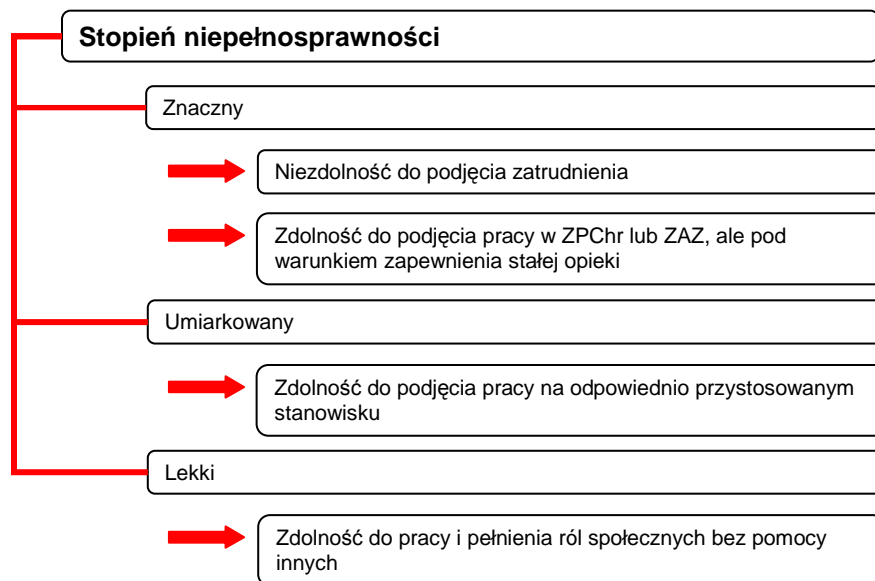 Stopień niepełnosprawności
Znaczny
Niezdolność do podjęcia zatrudnienia
Zdolność do podjęcia pracy w ZPChr lub ZAZ, ale pod
warunkiem zapewnienia stałej opieki
Umiarkowany
Zdolność do podjęcia pracy na odpowiednio przystosowanym
stanowisku
Lekki
Zdolność do pracy i pełnienia ról społecznych bez pomocy
innych